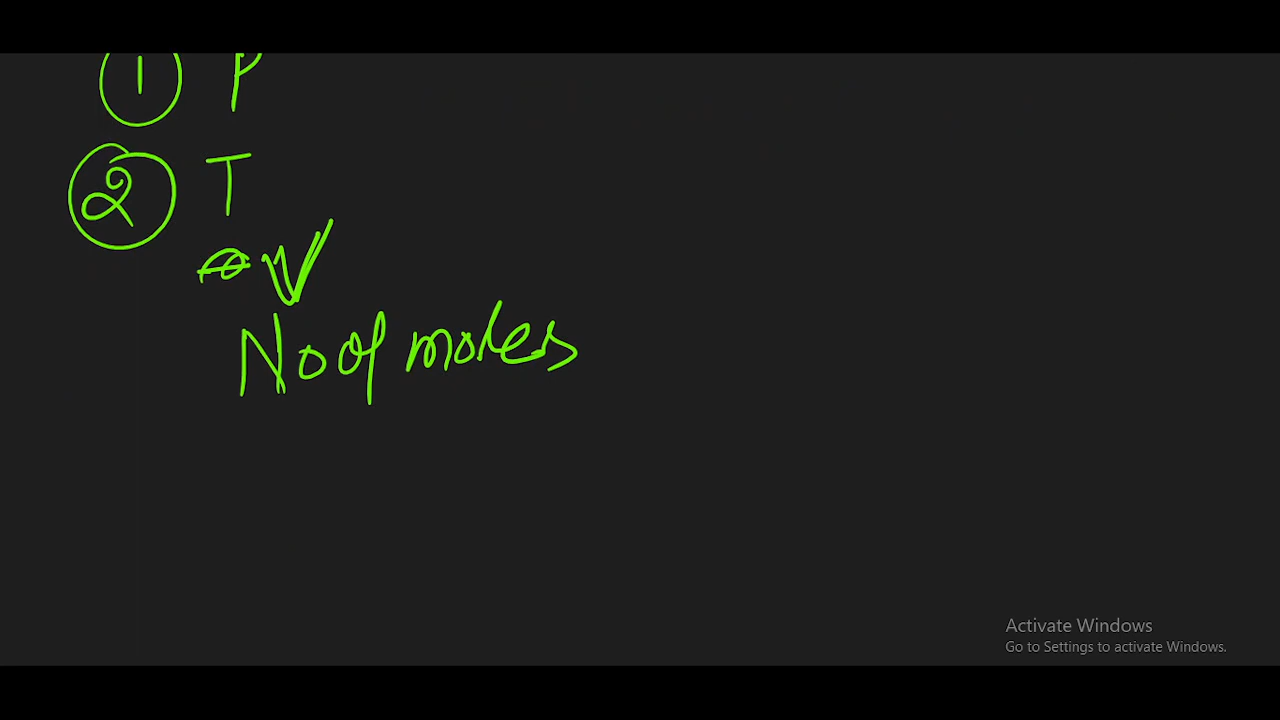 ① P
② T
V
No of moles
Activate Windows
Go to Settings to activate Windows.